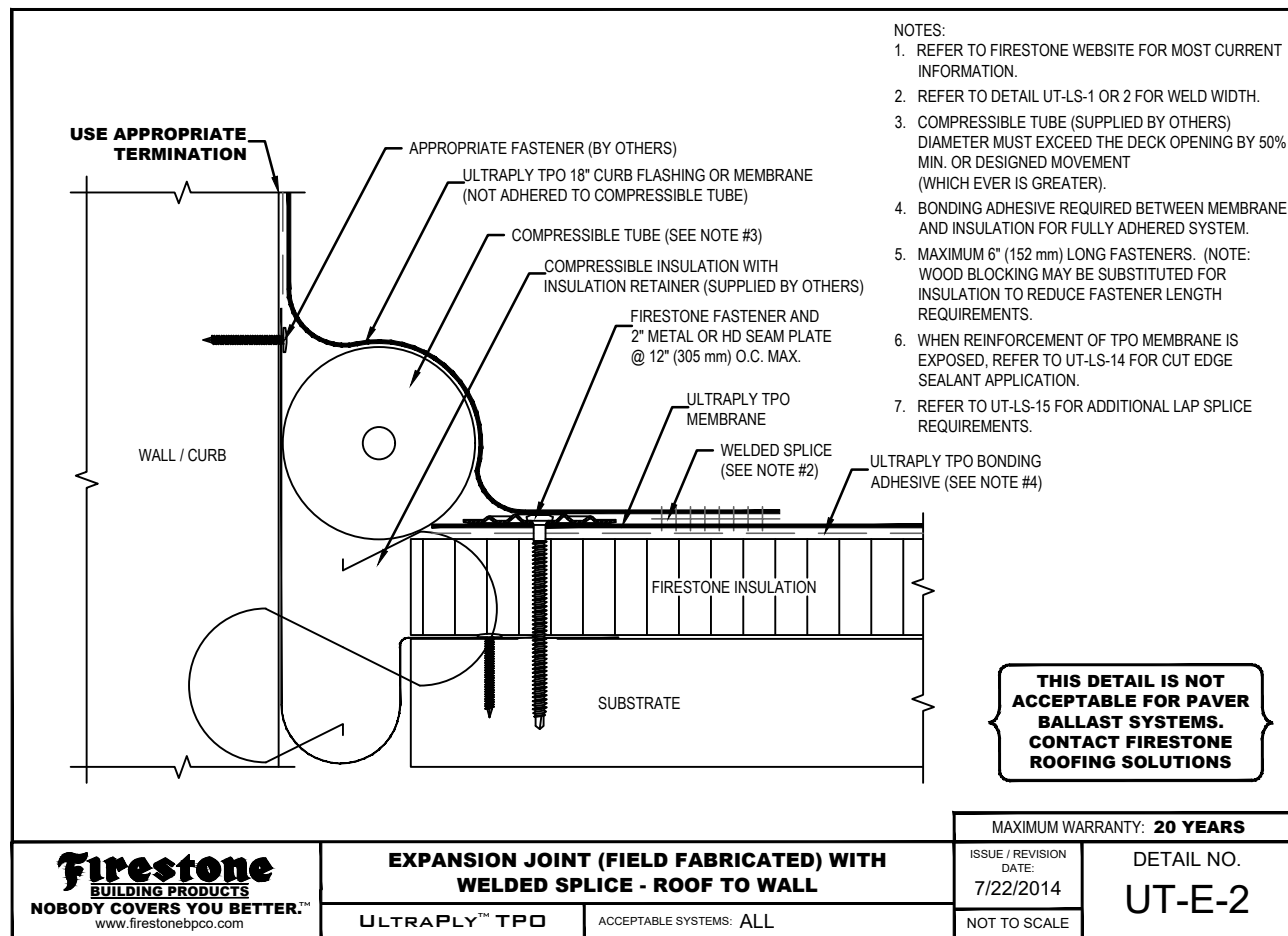 NOTES:
1. REFER TO FIRESTONE WEBSITE FOR MOST CURRENT
INFORMATION.
2. REFER TO DETAIL UT-LS-1 OR 2 FOR WELD WIDTH.
3. COMPRESSIBLE TUBE (SUPPLIED BY OTHERS)
DIAMETER MUST EXCEED THE DECK OPENING BY 50%
MIN. OR DESIGNED MOVEMENT
(WHICH EVER IS GREATER).
4. BONDING ADHESIVE REQUIRED BETWEEN MEMBRANE
AND INSULATION FOR FULLY ADHERED SYSTEM.
5. MAXIMUM 6" (152 mm) LONG FASTENERS. (NOTE:
WOOD BLOCKING MAY BE SUBSTITUTED FOR
INSULATION TO REDUCE FASTENER LENGTH
REQUIREMENTS.
6. WHEN REINFORCEMENT OF TPO MEMBRANE IS
EXPOSED, REFER TO UT-LS-14 FOR CUT EDGE
SEALANT APPLICATION.
7. REFER TO UT-LS-15 FOR ADDITIONAL LAP SPLICE
REQUIREMENTS.
USE APPROPRIATE
TERMINATION
APPROPRIATE FASTENER (BY OTHERS)
ULTRAPLY TPO 18" CURB FLASHING OR MEMBRANE
(NOT ADHERED TO COMPRESSIBLE TUBE)
COMPRESSIBLE TUBE (SEE NOTE #3)
COMPRESSIBLE INSULATION WITH
INSULATION RETAINER (SUPPLIED BY OTHERS)
FIRESTONE FASTENER AND
2" METAL OR HD SEAM PLATE
@ 12" (305 mm) O.C. MAX.
ULTRAPLY TPO
MEMBRANE
WELDED SPLICE
(SEE NOTE #2)
ULTRAPLY TPO BONDING
ADHESIVE (SEE NOTE #4)
WALL / CURB
FIRESTONE INSULATION
SUBSTRATE
THIS DETAIL IS NOT
ACCEPTABLE FOR PAVER
BALLAST SYSTEMS.
CONTACT FIRESTONE
ROOFING SOLUTIONS
MAXIMUM WARRANTY: 20 YEARS
Firestone
BUILDING PRODUCTS
NOBODY COVERS YOU BETTER.™
www.firestonebpco.com
EXPANSION JOINT (FIELD FABRICATED) WITH
WELDED SPLICE - ROOF TO WALL
ULTRAPLY™ TPO
ACCEPTABLE SYSTEMS: ALL
ISSUE / REVISION
DATE:
7/22/2014
NOT TO SCALE
DETAIL NO.
UT-E-2